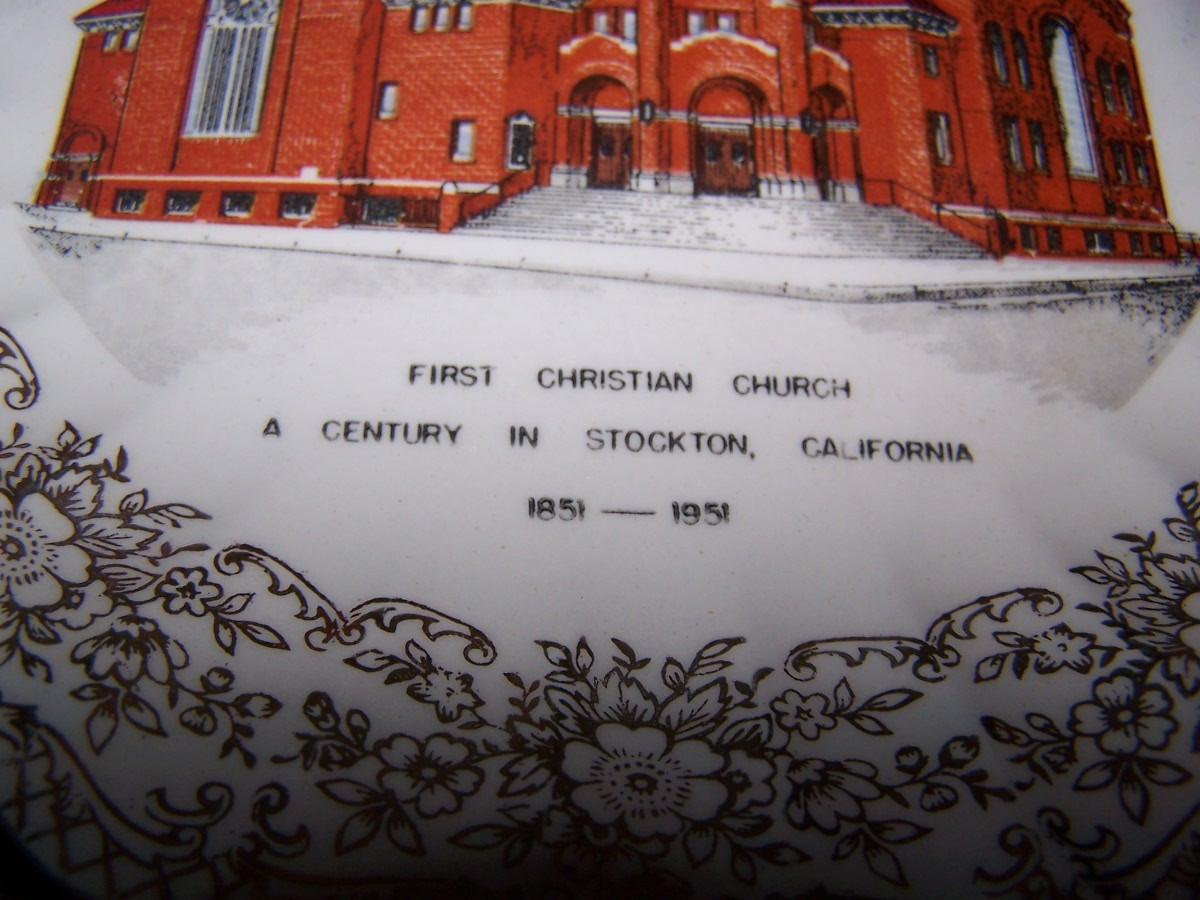 FIRST CHRISTIAN CHURCH
A CENTURY IN STOCKTON, CALIFORNIA
1851 — 1951